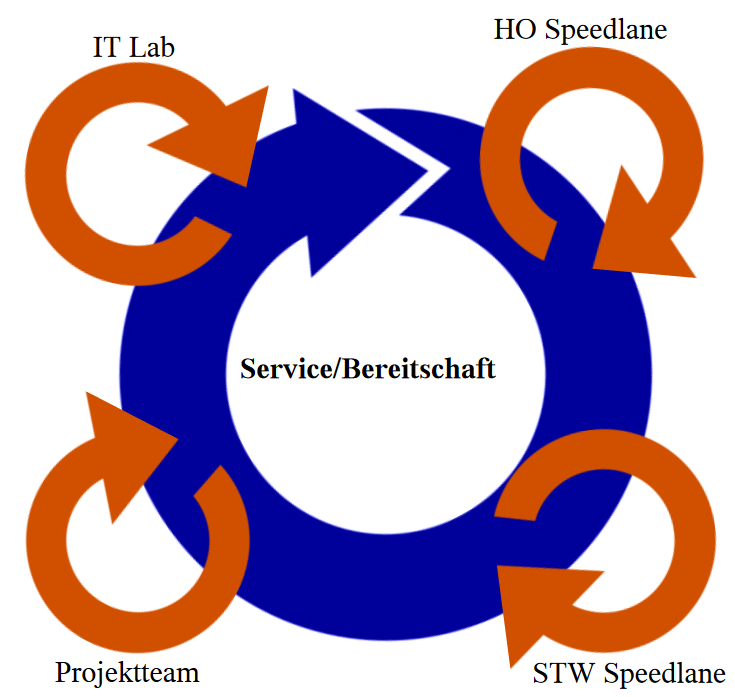 IT Lab
HO Speedlane
Service/Bereitschaft
Projektteam
STW Speedlane